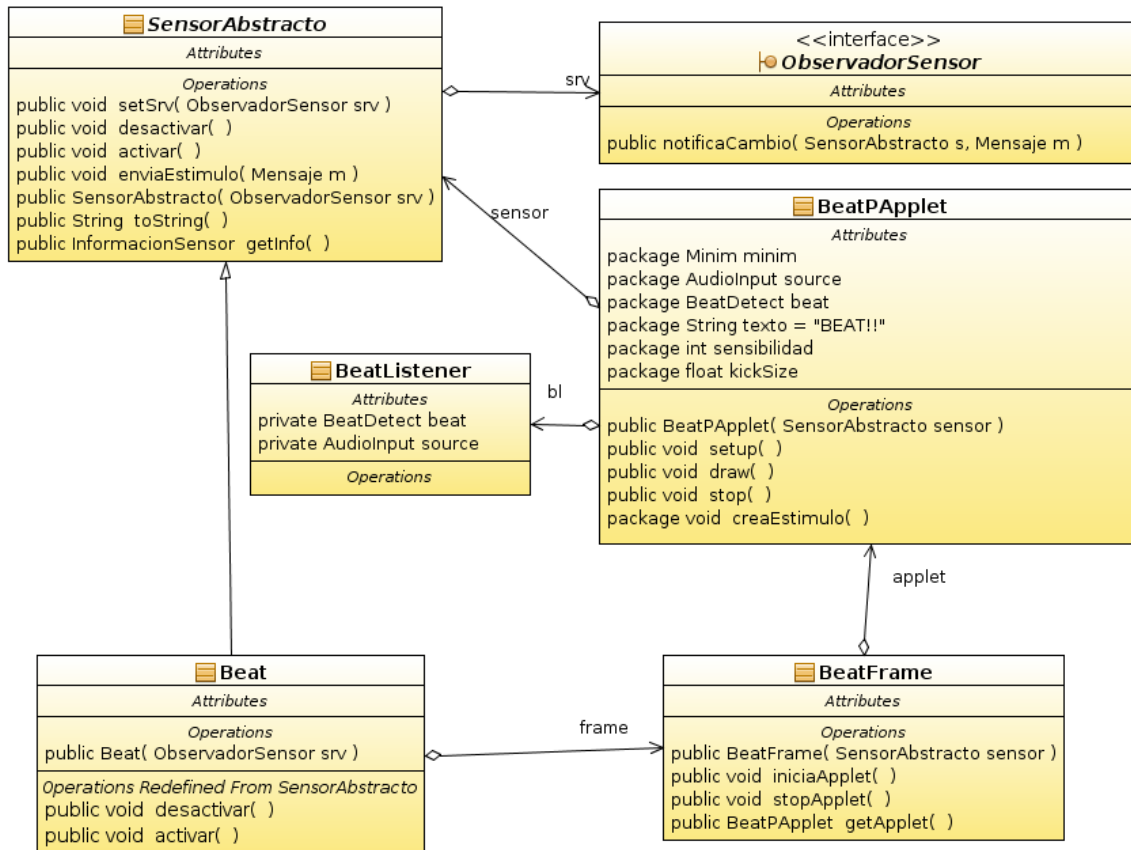 SensorAbstracto
Attributes
Operations
public void setSrv( ObservadorSensor srv )
public void desactivar( )
public void activar( )
public void enviaEstimulo( Mensaje m )
public SensorAbstracto( ObservadorSensor srv )
public String toString( )
public InformacionSensor getInfo( )
srv
<<interface>>
ObservadorSensor
Attributes
Operations
public notificaCambio( SensorAbstracto s, Mensaje m )
sensor
BeatPApplet
Attributes
package Minim minim
package AudioInput source
package BeatDetect beat
package String texto = "BEAT!!"
package int sensibilidad
package float kickSize
Operations
public BeatPApplet( SensorAbstracto sensor )
public void setup( )
public void draw( )
public void stop( )
package void creaEstimulo( )
BeatListener
Attributes
private BeatDetect beat
private AudioInput source
Operations
bl
applet
Beat
Attributes
Operations
public Beat( ObservadorSensor srv )
Operations Redefined From SensorAbstracto
public void desactivar( )
public void activar( )
frame
BeatFrame
Attributes
Operations
public BeatFrame( SensorAbstracto sensor )
public void iniciaApplet( )
public void stopApplet( )
public BeatPApplet getApplet( )